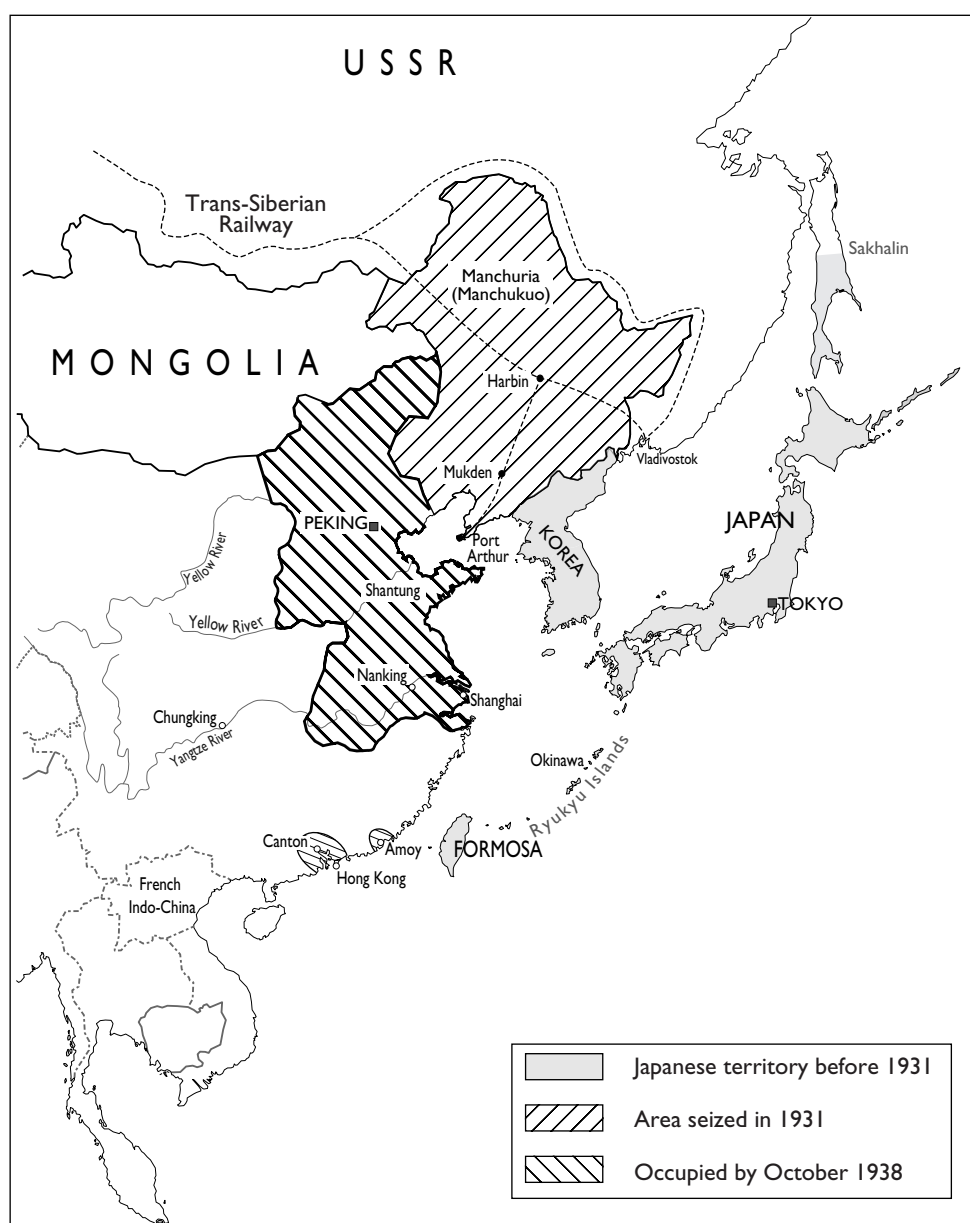 USSR
Trans-Siberian
Railway
Sakhalin
Manchuria
(Manchukuo)
MONGOLIA
Harbin
Vladivostok
Mukden
PEKING
Port
Arthur
KOREA
JAPAN
Yellow River
Shantung
TOKYO
Yellow River
Nanking
Shanghai
Chungking
Yangtze River
Okinawa
Ryukyu Islands
Canton
Amoy
FORMOSA
Hong Kong
French
Indo-China
Japanese territory before 1931
Area seized in 1931
Occupied by October 1938